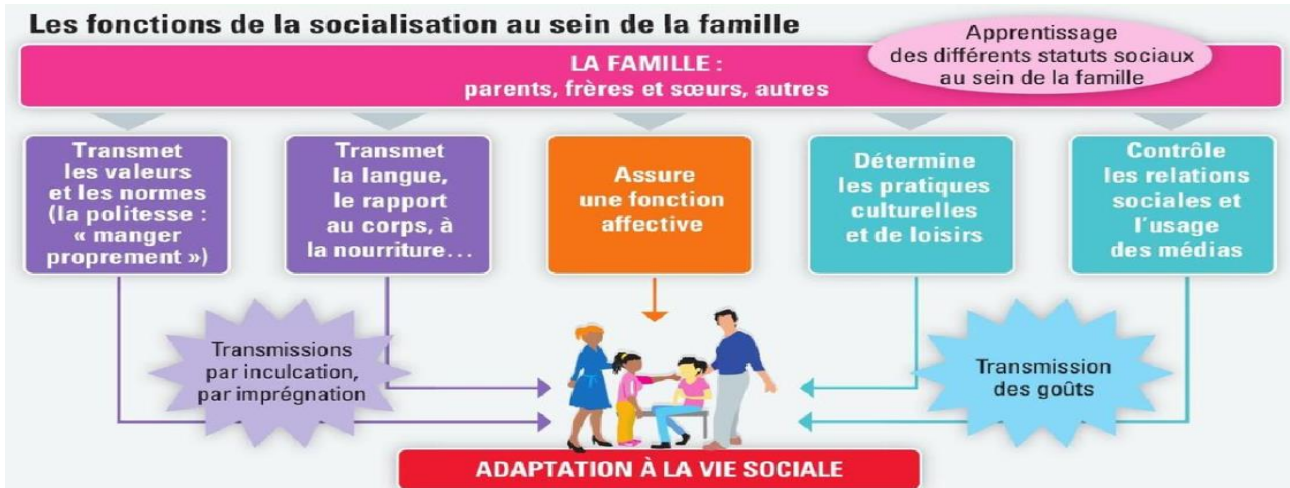 Les fonctions de la socialisation au sein de la famille
Apprentissage
des différents statuts sociaux
au sein de la famille
LA FAMILLE :
parents, frères et sœurs, autres
Transmet
les valeurs
et les normes
(la politesse :
« manger
proprement »)
Transmet
la langue,
le rapport
au corps, à
la nourriture...
Assure
une fonction
affective
Détermine
les pratiques
culturelles
et de loisirs
Contrôle
les relations
sociales et
l'usage
des médias
Transmissions
par inculcation,
par imprégnation
Transmission
des goûts
ADAPTATION À LA VIE SOCIALE